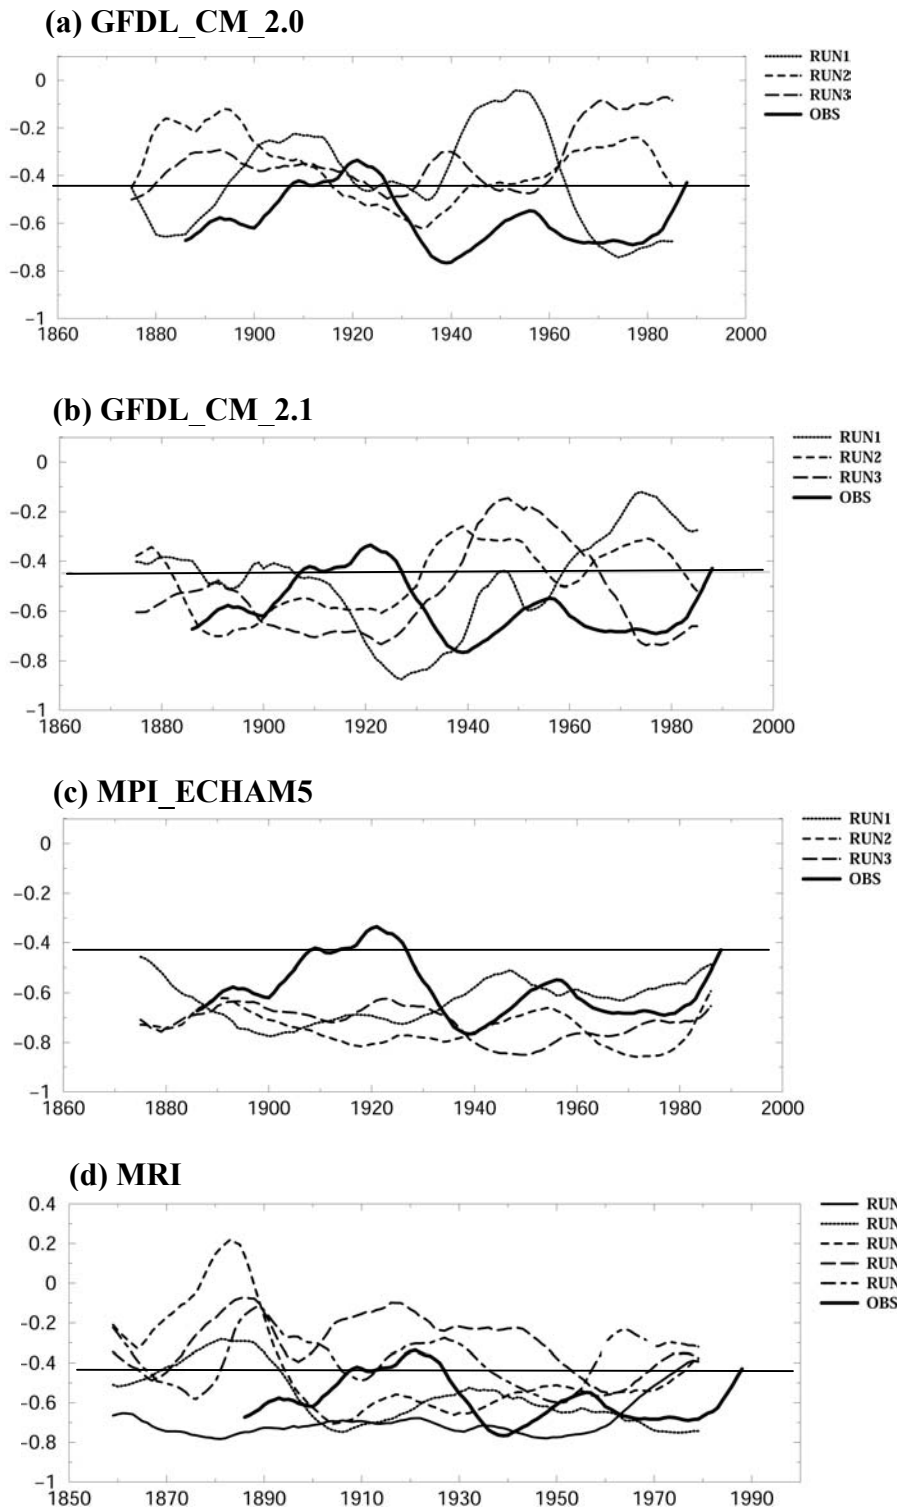 (a) GFDL_CM_2.0
RUN1
RUN2
RUN3
OBS
0
−0.2
−0.4
−0.6
−0.8
−1
1860 1880 1900 1920 1940 1960 1980 2000
(b) GFDL_CM_2.1
RUN1
RUN2
RUN3
OBS
0
−0.2
−0.4
−0.6
−0.8
−1
1860 1880 1900 1920 1940 1960 1980 2000
(c) MPI_ECHAM5
RUN1
RUN2
RUN3
OBS
0
−0.2
−0.4
−0.6
−0.8
−1
1860 1880 1900 1920 1940 1960 1980 2000
(d) MRI
RUN
RUN
RUN
RUN
RUN
OBS
0.4
0.2
0
−0.2
−0.4
−0.6
−0.8
−1
1850 1870 1890 1910 1930 1950 1970 1990